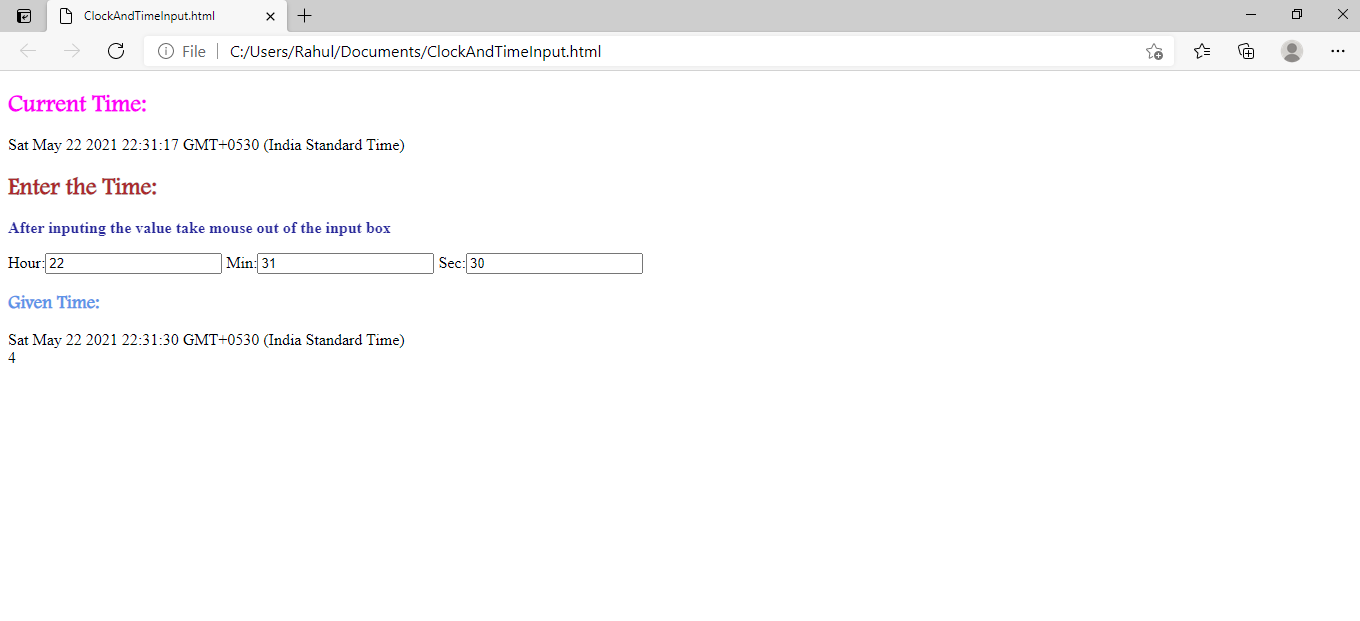 ClockAndTimeInput.html
File C:/Users/Rahul/Documents/ClockAndTimeInput.html
Current Time:
Sat May 22 2021 22:31:17 GMT+0530 (India Standard Time)
Enter the Time:
After inputing the value take mouse out of the input box
Hour:22 Min:31 Sec:30
Given Time:
Sat May 22 2021 22:31:30 GMT+0530 (India Standard Time)
4